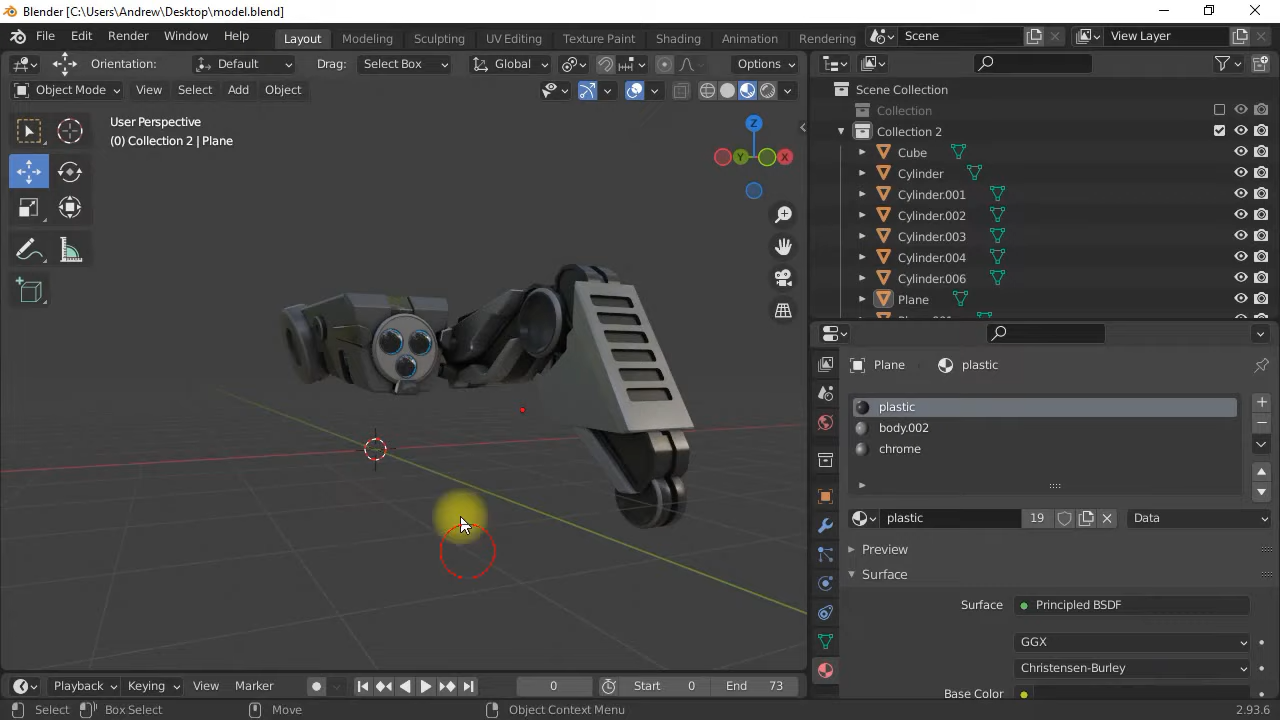 Blender [C:\Users\Andrew\Desktop\model.blend]
File Edit Render Window Help Layout Modeling Sculpting UV Editing Texture Paint Shading Animation Rendering Scene View Layer
Orientation: Default Drag: Select Box Global Options
Object Mode View Select Add Object
User Perspective
(0) Collection 2 | Plane
Z
Y
X
Scene Collection
Collection
Collection 2
Cube
Cylinder
Cylinder.001
Cylinder.002
Cylinder.003
Cylinder.004
Cylinder.006
Plane
Plane plastic
plastic
body.002
chrome
plastic 19 Data
Preview
Surface
Surface Principled BSDF
GGX
Christensen-Burley
Base Color
Playback Keying View Marker 0 Start 0 End 73
Select Box Select Move Object Context Menu 2.93.6